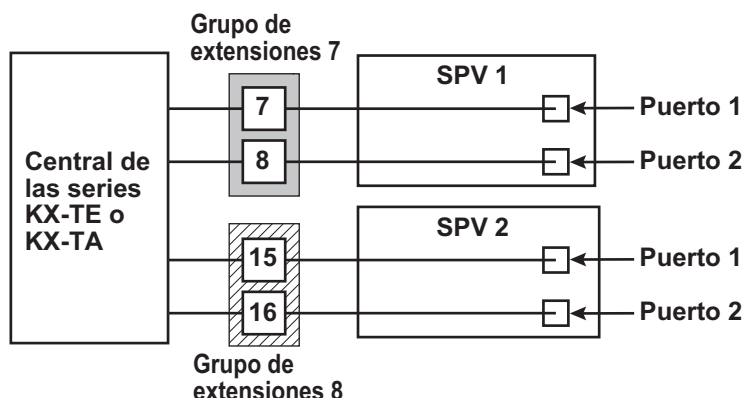 Grupo de
extensiones 7
SPV 1
7
Puerto 1
8
Puerto 2
Central de
las series
KX-TE o
KX-TA
SPV 2
15
Puerto 1
16
Puerto 2
Grupo de
extensiones 8